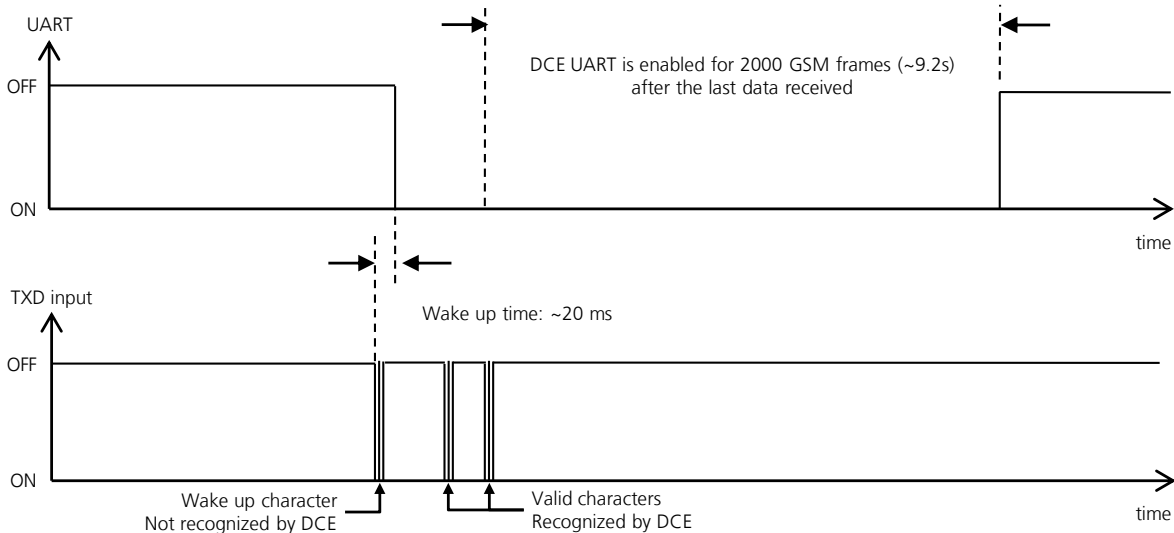 UART
DCE UART is enabled for 2000 GSM frames (~9.2s)
after the last data received
OFF
ON
time
TXD input
Wake up time: ~20 ms
OFF
ON
Wake up character
Not recognized by DCE
Valid characters
Recognized by DCE
time